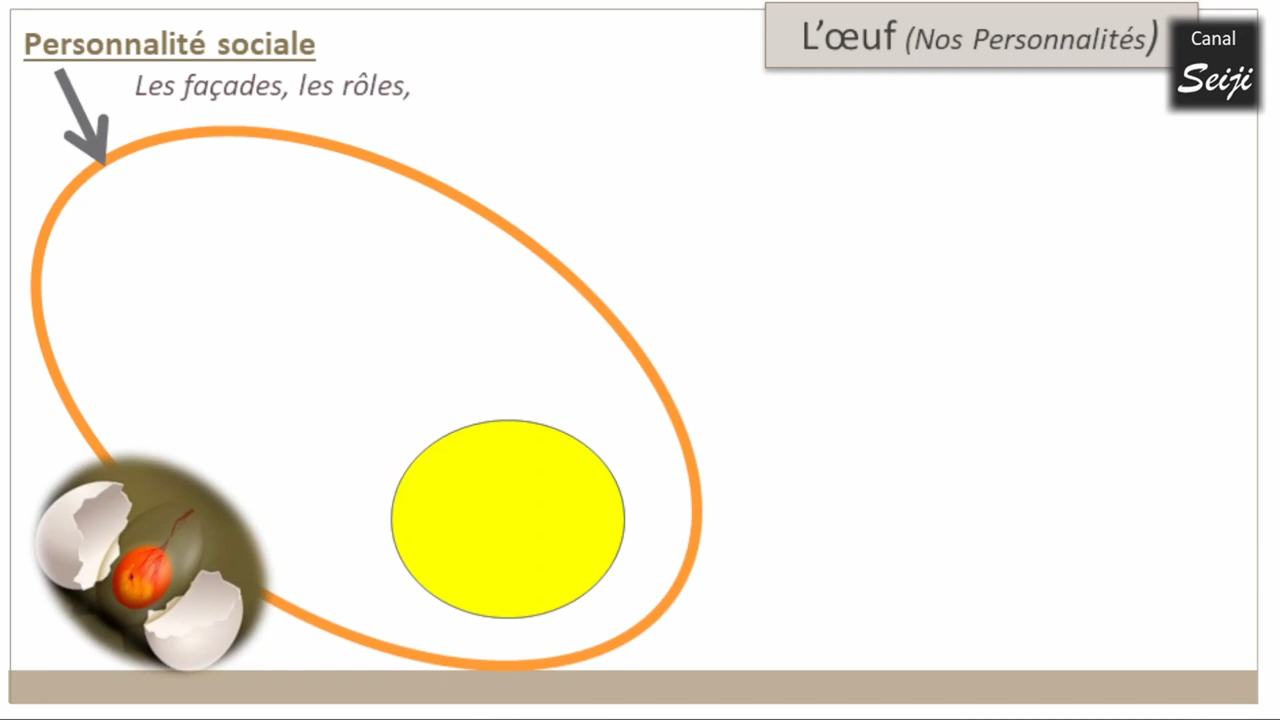 L'œuf (Nos Personnalités)
Canal
Seiji
Personnalité sociale
Les façades, les rôles,